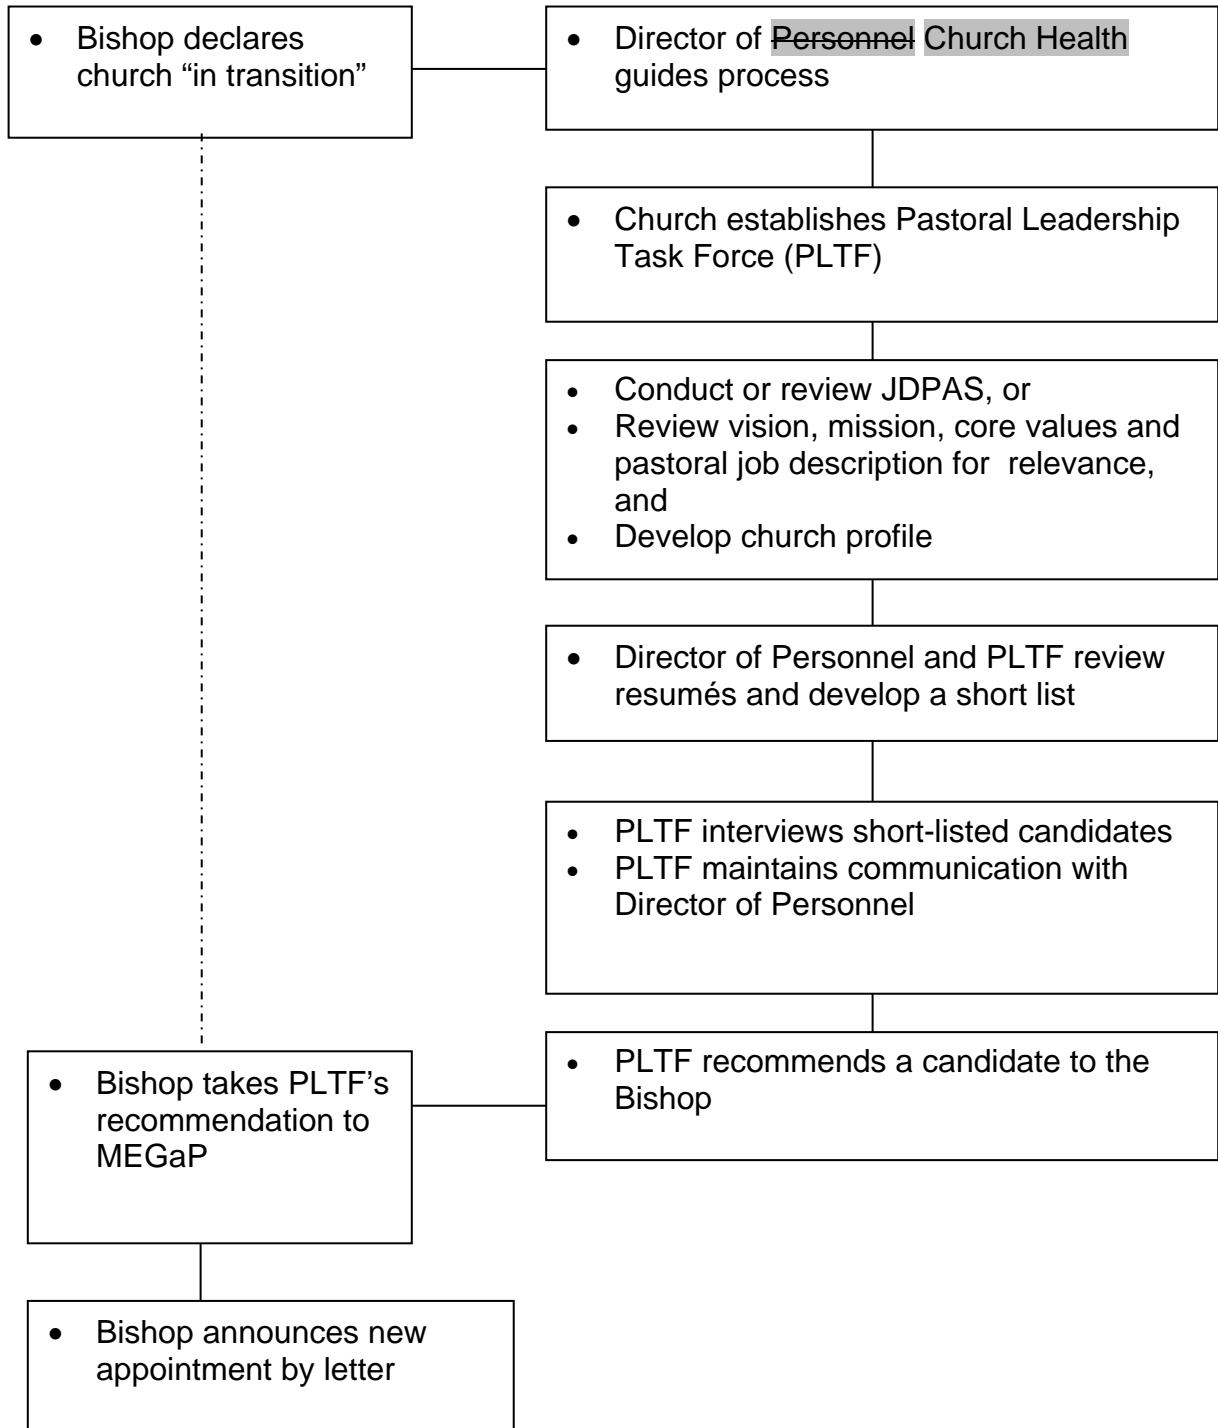 • Bishop declares
church “in transition”
• Director of Personnel Church Health
guides process
• Church establishes Pastoral Leadership
Task Force (PLTF)
• Conduct or review JDPAS, or
• Review vision, mission, core values and
pastoral job description for relevance,
and
• Develop church profile
• Director of Personnel and PLTF review
resumés and develop a short list
• PLTF interviews short-listed candidates
• PLTF maintains communication with
Director of Personnel
• PLTF recommends a candidate to the
Bishop
• Bishop takes PLTF’s
recommendation to
MEGaP
• Bishop announces new
appointment by letter